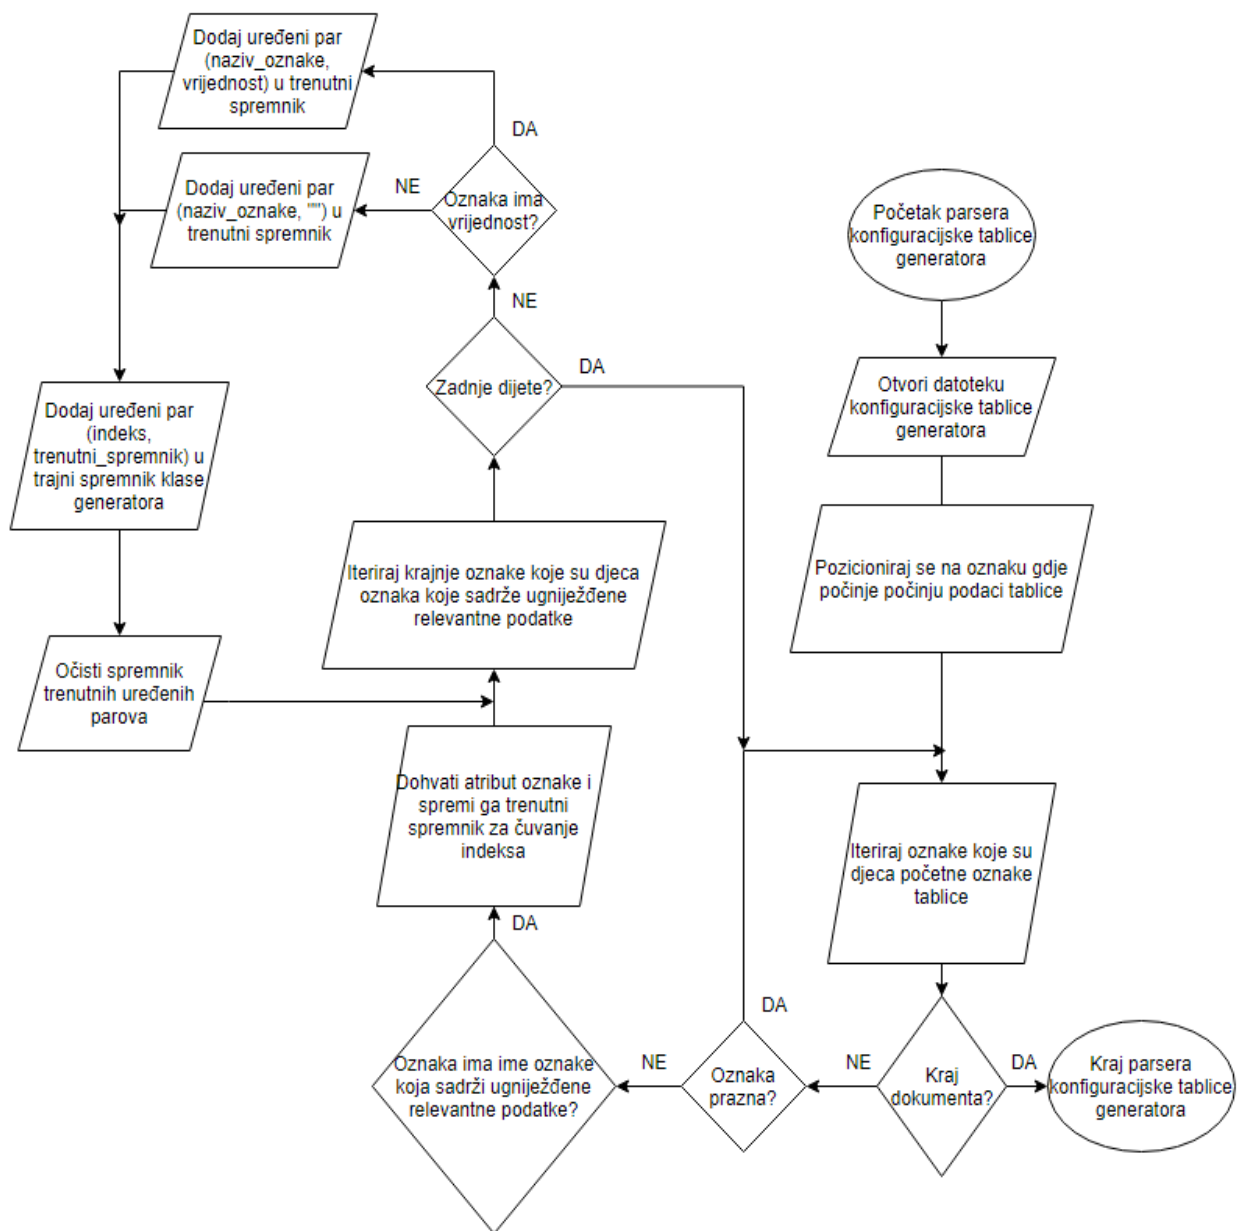 Dodaj uređeni par
(naziv_oznake,
vrijednost) u trenutni
spremnik
DA
Dodaj uređeni par
(naziv_oznake, "") u
trenutni spremnik
NE
Oznaka ima
vrijednost?
NE
Početak parsera
konfiguracijske tablice
generatora
Zadnje dijete?
DA
Otvori datoteku
konfiguracijske tablice
generatora
Dodaj uređeni par
(indeks,
trenutni_spremnik) u
trajni spremnik klase
generatora
Iteriraj krajnje oznake koje su djeca
oznaka koje sadrže ugniježđene
relevantne podatke
Pozicioniraj se na oznaku gdje
počinje počinju podaci tablice
Očisti spremnik
trenutnih uređenih
parova
Dohvati atribut oznake i
spremi ga trenutni
spremnik za čuvanje
indeksa
Iteriraj oznake koje su
djeca početne oznake
tablice
DA
Oznaka ima ime oznake
koja sadrži ugniježđene
relevantne podatke?
NE
DA
Oznaka
prazna?
NE
Kraj
dokumenta?
DA
Kraj parsera
konfiguracijske tablice
generatora